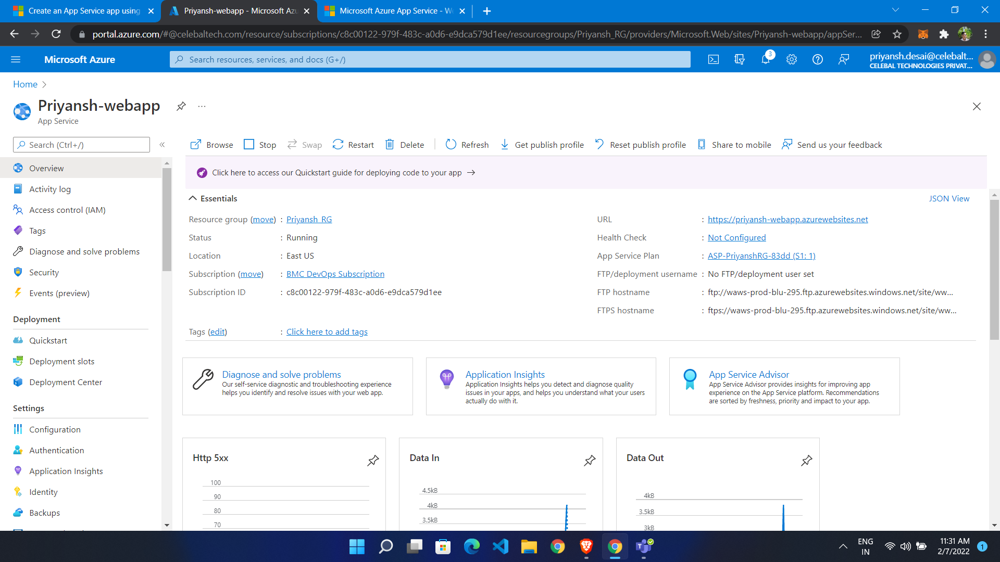 Create an App Service app using
Priyansh-webapp - Microsoft Azu
Microsoft Azure App Service - We
portal.azure.com/#@celebaltech.com/resource/subscriptions/c8c00122-979f-483c-a0d6-e9dca579d1ee/resourcegroups/Priyansh_RG/providers/Microsoft.Web/sites/Priyansh-webapp/appSer...
Microsoft Azure
Search resources, services, and docs (G+/)
3
priyansh.desai@celebalt...
CELEBAL TECHNOLOGIES PRIVAT...
Home
Priyansh-webapp
...
App Service
Search (Ctrl+/)
Browse Stop Swap Restart Delete Refresh Get publish profile Reset publish profile Share to mobile Send us your feedback
Click here to access our Quickstart guide for deploying code to your app →
Overview
Activity log
Access control (IAM)
Tags
Diagnose and solve problems
Security
Events (preview)
Deployment
Quickstart
Deployment slots
Deployment Center
Settings
Configuration
Authentication
Application Insights
Identity
Backups
Essentials
JSON View
Resource group (move) : Priyansh_RG
Status : Running
Location : East US
Subscription (move) : BMC DevOps Subscription
Subscription ID : c8c00122-979f-483c-a0d6-e9dca579d1ee
URL : https://priyansh-webapp.azurewebsites.net
Health Check : Not Configured
App Service Plan : ASP-PriyanshRG-83dd (S1: 1)
FTP/deployment username : No FTP/deployment user set
FTP hostname : ftp://waws-prod-blu-295.ftp.azurewebsites.windows.net/site/ww...
FTPS hostname : ftps://waws-prod-blu-295.ftp.azurewebsites.windows.net/site/ww...
Tags (edit) : Click here to add tags
Diagnose and solve problems
Our self-service diagnostic and troubleshooting experience
helps you identify and resolve issues with your web app.
Application Insights
Application Insights helps you detect and diagnose quality
issues in your apps, and helps you understand what your users
actually do with it.
App Service Advisor
App Service Advisor provides insights for improving app
experience on the App Service platform. Recommendations
are sorted by freshness, priority and impact to your app.
Http 5xx
100
90
80
70
Data In
4.5kB
4kB
3.5kB
Data Out
4kB
3.5kB
3kB
ENG
IN
11:31 AM
2/7/2022
1